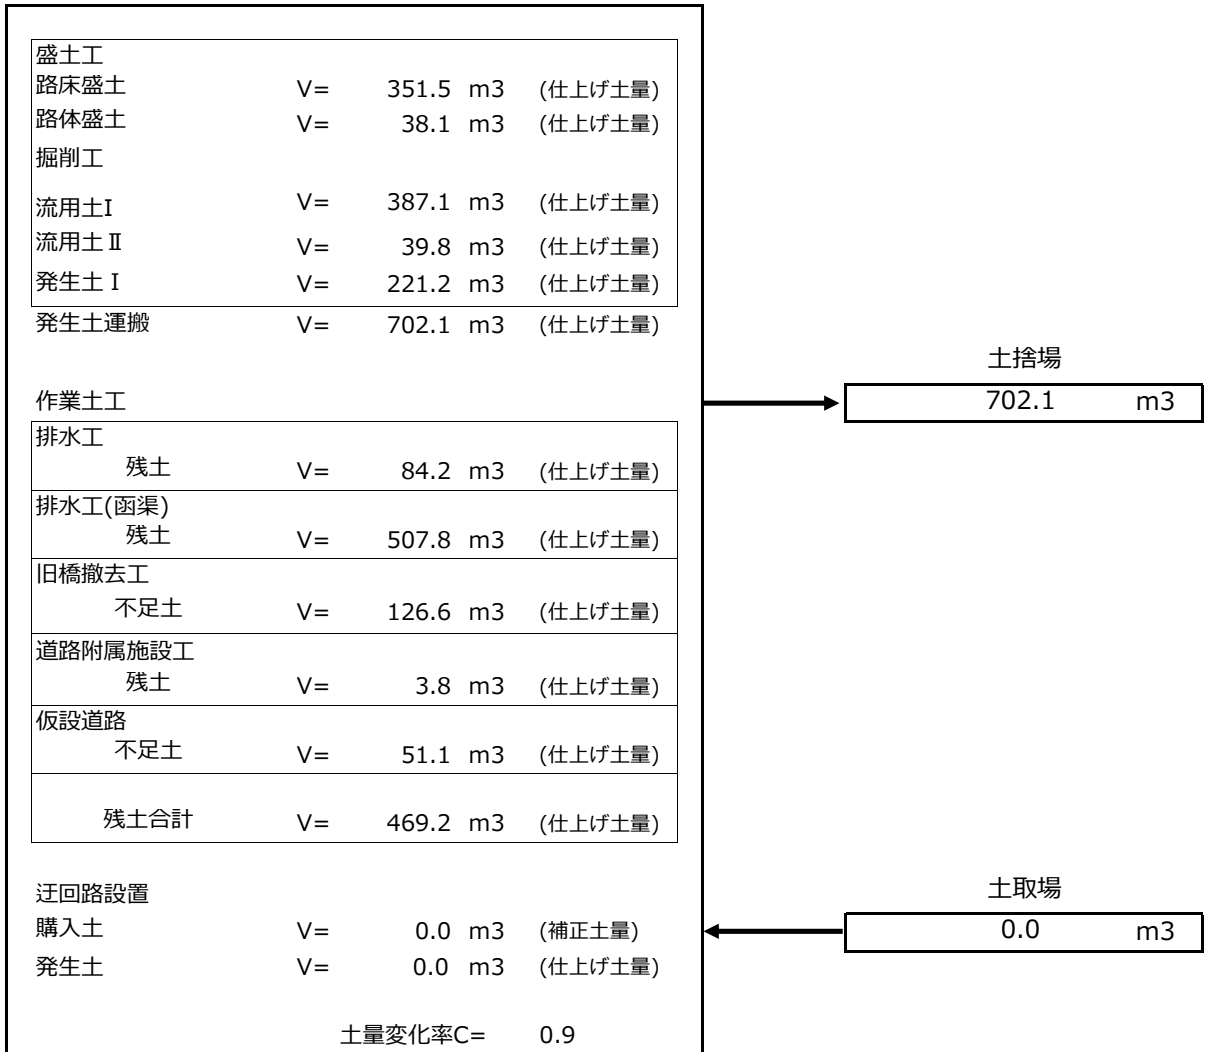 盛土工
路床盛土 V= 351.5 m3 (仕上げ土量)
路体盛土 V= 38.1 m3 (仕上げ土量)
掘削工
流用土I V= 387.1 m3 (仕上げ土量)
流用土Ⅱ V= 39.8 m3 (仕上げ土量)
発生土Ⅰ V= 221.2 m3 (仕上げ土量)
発生土運搬 V= 702.1 m3 (仕上げ土量)
土捨場
702.1 m3
作業土工
排水工
残土 V= 84.2 m3 (仕上げ土量)
排水工(函渠)
残土 V= 507.8 m3 (仕上げ土量)
旧橋撤去工
不足土 V= 126.6 m3 (仕上げ土量)
道路附属施設工
残土 V= 3.8 m3 (仕上げ土量)
仮設道路
不足土 V= 51.1 m3 (仕上げ土量)
残土合計 V= 469.2 m3 (仕上げ土量)
迂回路設置
土取場
購入土 V= 0.0 m3 (補正土量)
0.0 m3
発生土 V= 0.0 m3 (仕上げ土量)
土量変化率C= 0.9